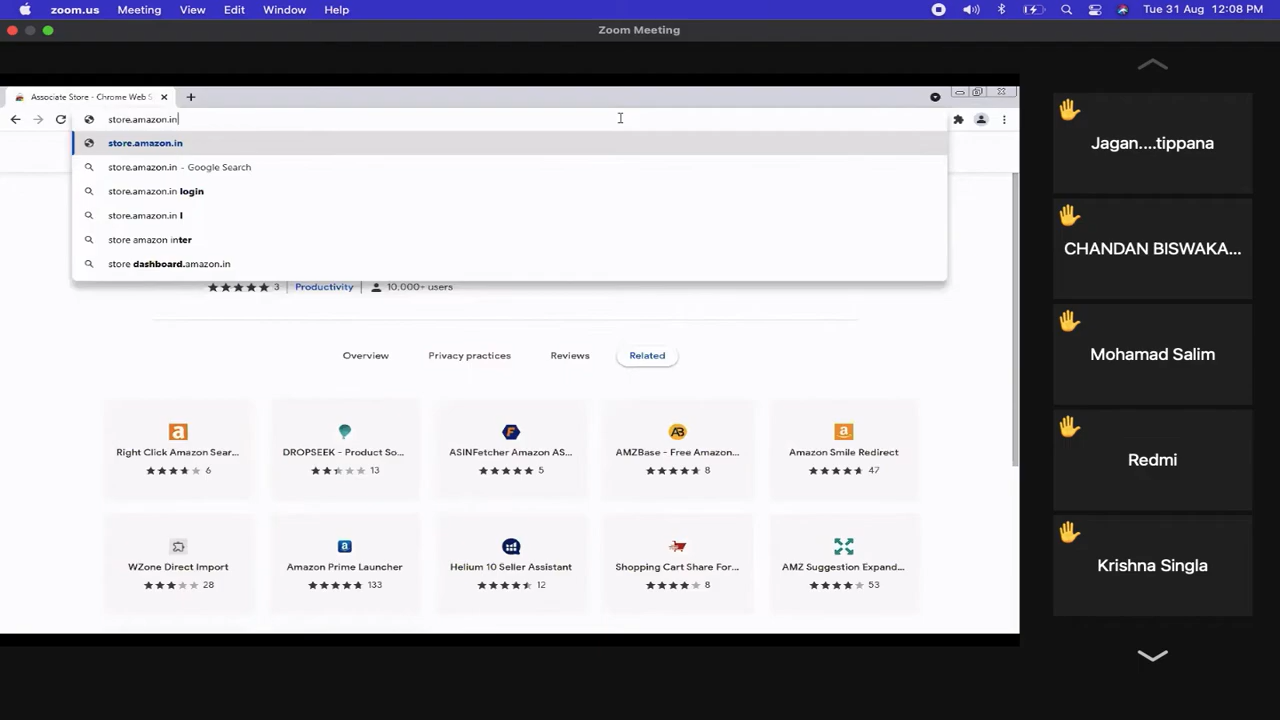 zoom.us Meeting View Edit Window Help Tue 31 Aug 12:08 PM
Zoom Meeting
Associate Store - Chrome Web S
store.amazon.in
store.amazon.in
store.amazon.in - Google Search
store.amazon.in login
store.amazon.in l
store amazon inter
store dashboard.amazon.in
3 Productivity 10,000+ users
Overview Privacy practices Reviews Related
Right Click Amazon Sear...
6
DROPSEEK - Product So...
13
ASINFetcher Amazon AS...
5
AMZBase - Free Amazon...
8
Amazon Smile Redirect
47
WZone Direct Import
28
Amazon Prime Launcher
133
Helium 10 Seller Assistant
12
Shopping Cart Share For...
8
AMZ Suggestion Expand...
53
Jagan....tippana
CHANDAN BISWAKA...
Mohamad Salim
Redmi
Krishna Singla